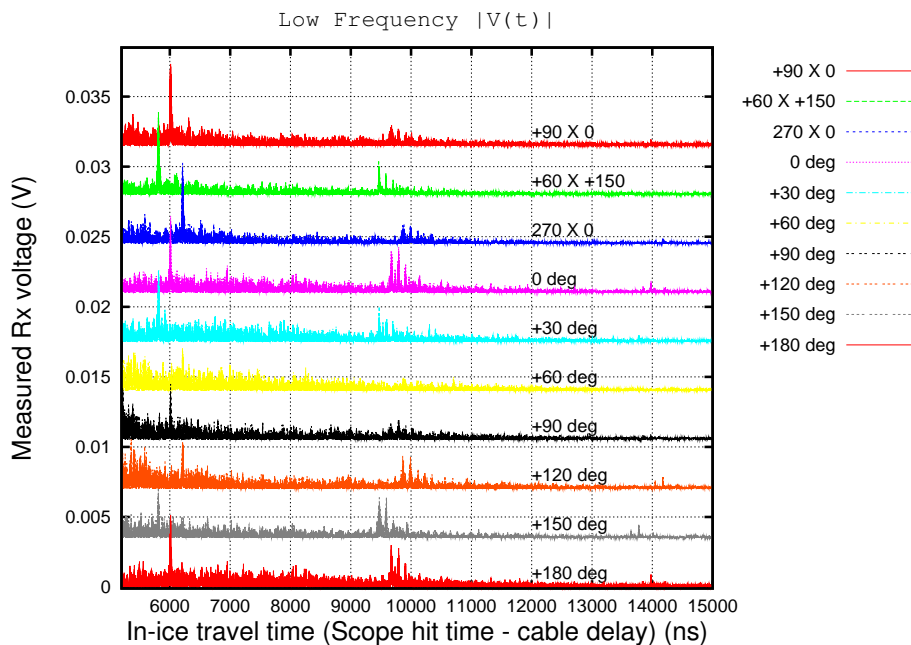 Low Frequency |V(t)|
Measured Rx voltage (V)
0.035
0.03
0.025
0.02
0.015
0.01
0.005
0
+90 X 0
+60 X +150
270 X 0
0 deg
+30 deg
+60 deg
+90 deg
+120 deg
+150 deg
+180 deg
6000 7000 8000 9000 10000 11000 12000 13000 14000 15000
In-ice travel time (Scope hit time - cable delay) (ns)
+90 X 0
+60 X +150
270 X 0
0 deg
+30 deg
+60 deg
+90 deg
+120 deg
+150 deg
+180 deg